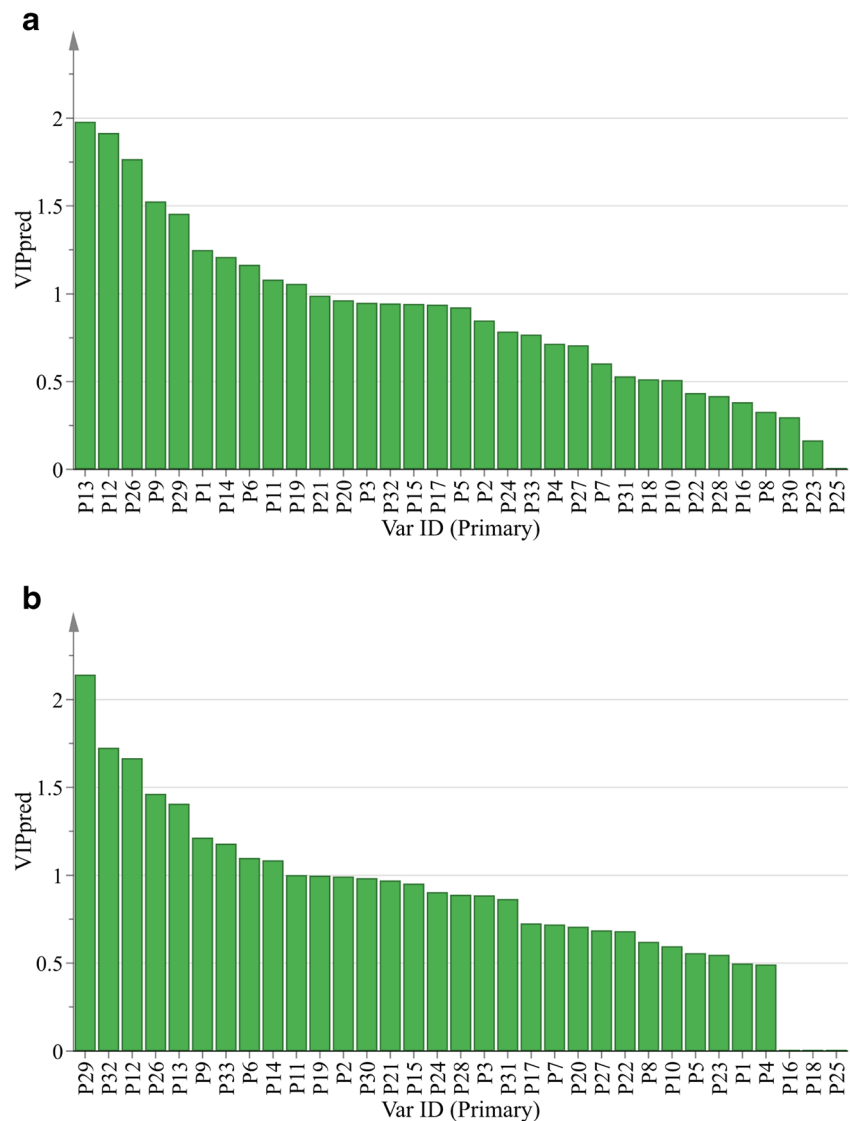 a
VIPpred
2
1.5
1
0.5
0
P13 P12 P26 P9 P29 P1 P14 P6 P11 P19 P21 P20 P3 P32 P15 P17 P5 P2 P24 P33 P4 P27 P7 P31 P18 P10 P22 P28 P16 P8 P30 P23 P25
Var ID (Primary)
b
VIPpred
2
1.5
1
0.5
0
P29 P32 P12 P26 P13 P9 P33 P6 P14 P11 P19 P2 P30 P21 P15 P24 P28 P3 P31 P17 P7 P20 P27 P22 P8 P10 P5 P23 P1 P4 P16 P18 P25
Var ID (Primary)